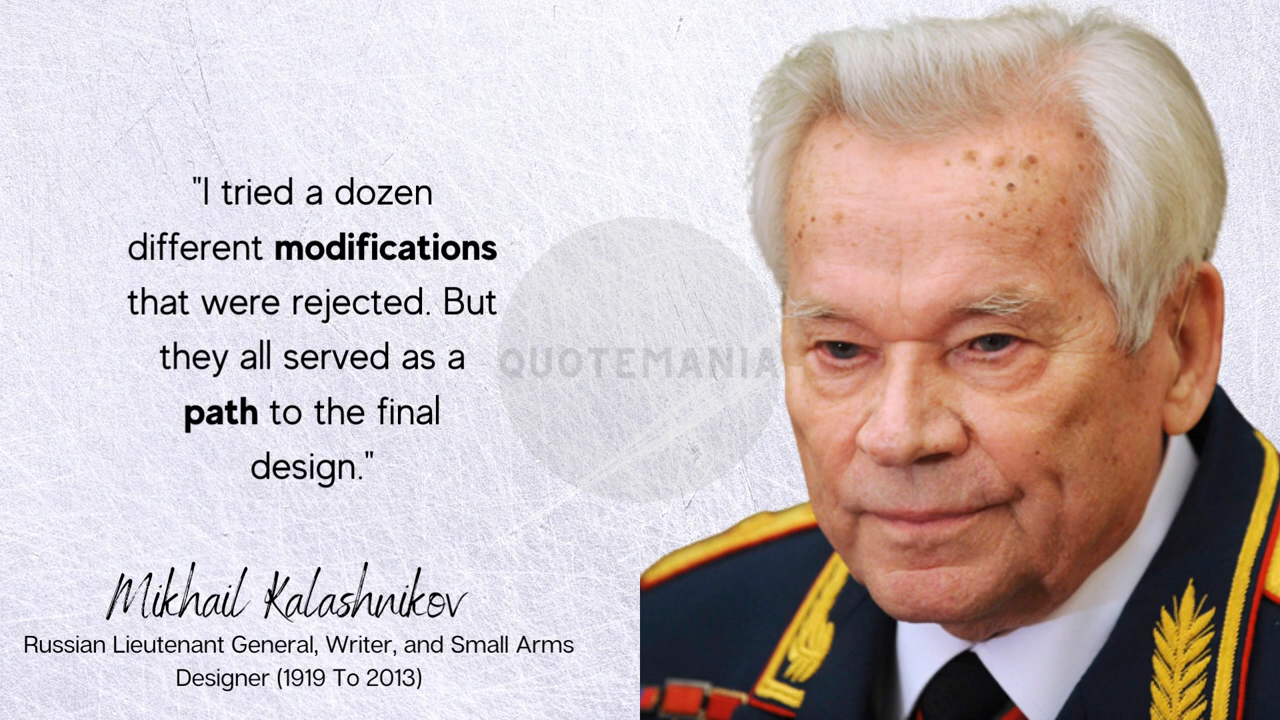 "I tried a dozen
different modifications
that were rejected. But
they all served as a
path to the final
design."
QUOTEMANIA
Mikhail Kalashnikov
Russian Lieutenant General, Writer, and Small Arms
Designer (1919 To 2013)